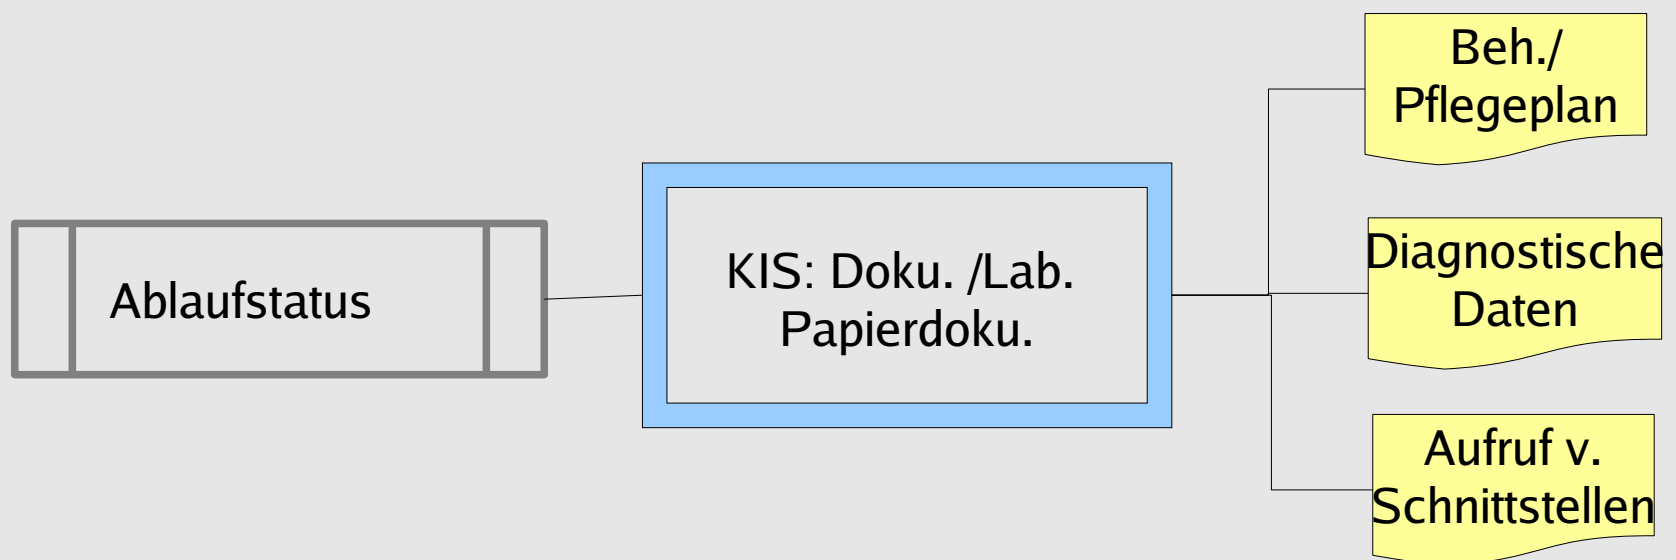 Ablaufstatus
KIS: Doku. /Lab.
Papierdoku.
Beh./
Pflegeplan
Diagnostische
Daten
Aufruf v.
Schnittstellen